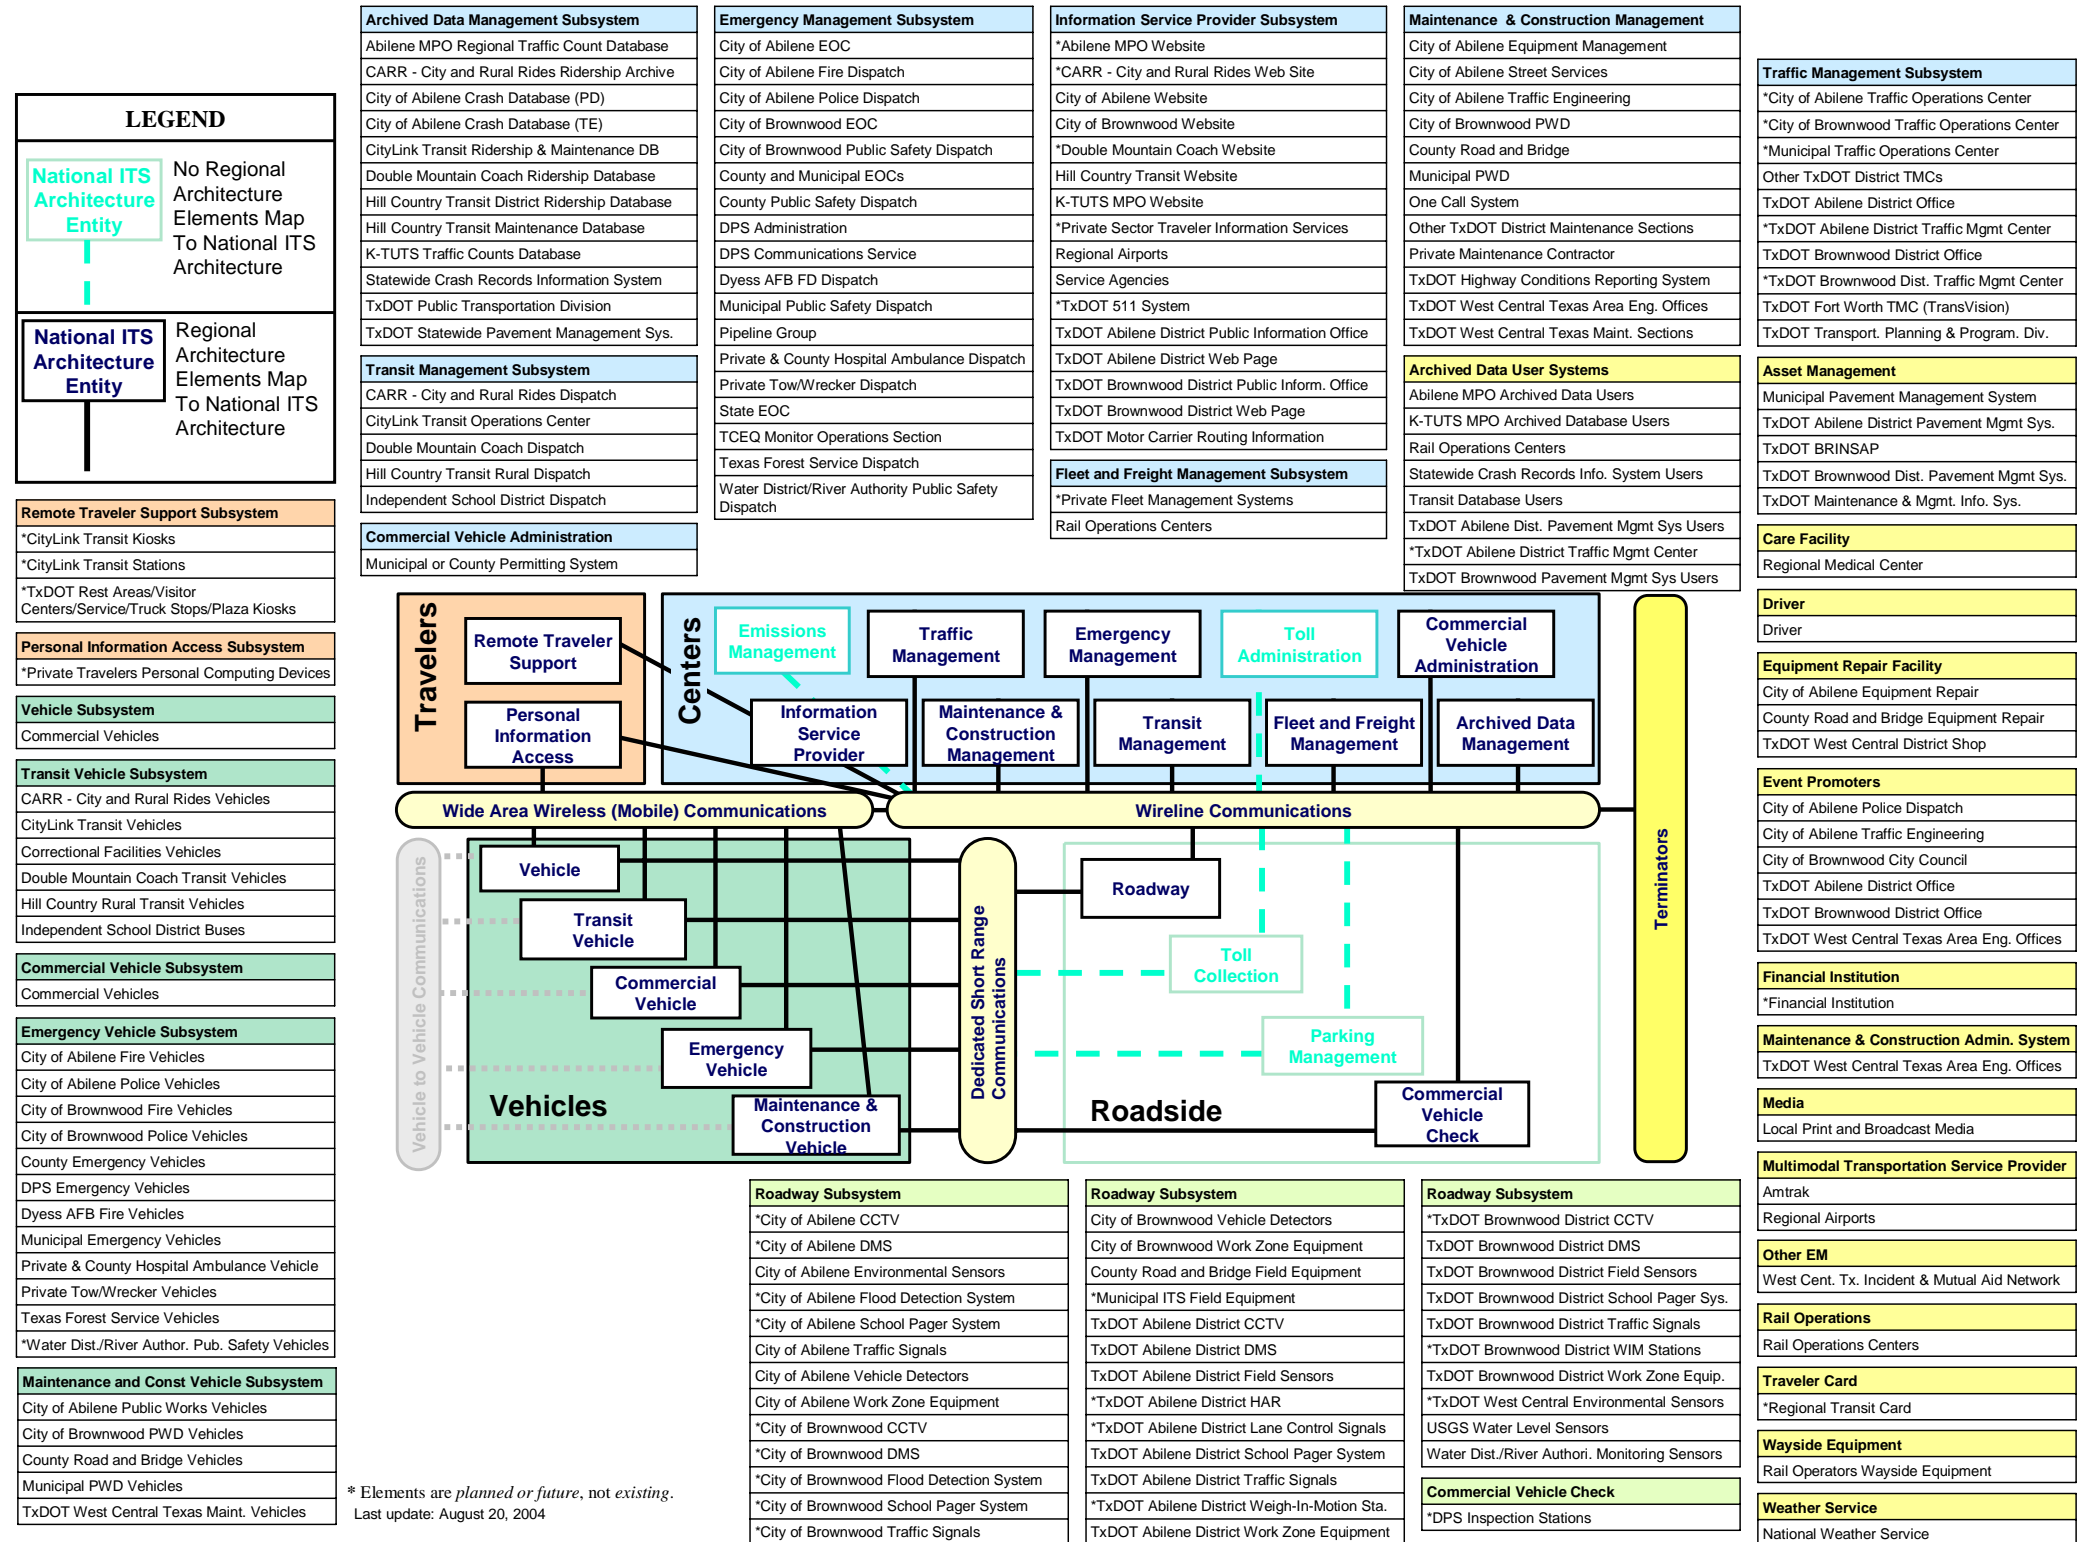 LEGEND
National ITS
Architecture
Entity
No Regional
Architecture
Elements Map
To National ITS
Architecture
National ITS
Architecture
Entity
Regional
Architecture
Elements Map
To National ITS
Architecture
Remote Traveler Support Subsystem
*CityLink Transit Kiosks
*CityLink Transit Stations
*TxDOT Rest Areas/Visitor
Centers/Service/Truck Stops/Plaza Kiosks
Personal Information Access Subsystem
*Private Travelers Personal Computing Devices
Vehicle Subsystem
Commercial Vehicles
Transit Vehicle Subsystem
CARR - City and Rural Rides Vehicles
CityLink Transit Vehicles
Correctional Facilities Vehicles
Double Mountain Coach Transit Vehicles
Hill Country Rural Transit Vehicles
Independent School District Buses
Commercial Vehicle Subsystem
Commercial Vehicles
Emergency Vehicle Subsystem
City of Abilene Fire Vehicles
City of Abilene Police Vehicles
City of Brownwood Fire Vehicles
City of Brownwood Police Vehicles
County Emergency Vehicles
DPS Emergency Vehicles
Dyess AFB Fire Vehicles
Municipal Emergency Vehicles
Private & County Hospital Ambulance Vehicle
Private Tow/Wrecker Vehicles
Texas Forest Service Vehicles
*Water Dist./River Author. Pub. Safety Vehicles
Maintenance and Const Vehicle Subsystem
City of Abilene Public Works Vehicles
City of Brownwood PWD Vehicles
County Road and Bridge Vehicles
Municipal PWD Vehicles
TxDOT West Central Texas Maint. Vehicles
Archived Data Management Subsystem
Abilene MPO Regional Traffic Count Database
CARR - City and Rural Rides Ridership Archive
City of Abilene Crash Database (PD)
City of Abilene Crash Database (TE)
CityLink Transit Ridership & Maintenance DB
Double Mountain Coach Ridership Database
Hill Country Transit District Ridership Database
Hill Country Transit Maintenance Database
K-TUTS Traffic Counts Database
Statewide Crash Records Information System
TxDOT Public Transportation Division
TxDOT Statewide Pavement Management Sys.
Transit Management Subsystem
CARR - City and Rural Rides Dispatch
CityLink Transit Operations Center
Double Mountain Coach Dispatch
Hill Country Transit Rural Dispatch
Independent School District Dispatch
Commercial Vehicle Administration
Municipal or County Permitting System
Emergency Management Subsystem
City of Abilene EOC
City of Abilene Fire Dispatch
City of Abilene Police Dispatch
City of Brownwood EOC
City of Brownwood Public Safety Dispatch
County and Municipal EOCs
County Public Safety Dispatch
DPS Administration
DPS Communications Service
Dyess AFB FD Dispatch
Municipal Public Safety Dispatch
Pipeline Group
Private & County Hospital Ambulance Dispatch
Private Tow/Wrecker Dispatch
State EOC
TCEQ Monitor Operations Section
Texas Forest Service Dispatch
Water District/River Authority Public Safety
Dispatch
Information Service Provider Subsystem
*Abilene MPO Website
*CARR - City and Rural Rides Web Site
City of Abilene Website
City of Brownwood Website
*Double Mountain Coach Website
Hill Country Transit Website
K-TUTS MPO Website
*Private Sector Traveler Information Services
Regional Airports
Service Agencies
*TxDOT 511 System
TxDOT Abilene District Public Information Office
TxDOT Abilene District Web Page
TxDOT Brownwood District Public Inform. Office
TxDOT Brownwood District Web Page
TxDOT Motor Carrier Routing Information
Fleet and Freight Management Subsystem
*Private Fleet Management Systems
Rail Operations Centers
Maintenance & Construction Management
City of Abilene Equipment Management
City of Abilene Street Services
City of Abilene Traffic Engineering
City of Brownwood PWD
County Road and Bridge
Municipal PWD
One Call System
Other TxDOT District Maintenance Sections
Private Maintenance Contractor
TxDOT Highway Conditions Reporting System
TxDOT West Central Texas Area Eng. Offices
TxDOT West Central Texas Maint. Sections
Archived Data User Systems
Abilene MPO Archived Data Users
K-TUTS MPO Archived Database Users
Rail Operations Centers
Statewide Crash Records Info. System Users
Transit Database Users
TxDOT Abilene Dist. Pavement Mgmt Sys Users
*TxDOT Abilene District Traffic Mgmt Center
TxDOT Brownwood Pavement Mgmt Sys Users
Traffic Management Subsystem
*City of Abilene Traffic Operations Center
*City of Brownwood Traffic Operations Center
*Municipal Traffic Operations Center
Other TxDOT District TMCs
TxDOT Abilene District Office
*TxDOT Abilene District Traffic Mgmt Center
TxDOT Brownwood District Office
*TxDOT Brownwood Dist. Traffic Mgmt Center
TxDOT Fort Worth TMC (TransVision)
TxDOT Transport. Planning & Program. Div.
Asset Management
Municipal Pavement Management System
TxDOT Abilene District Pavement Mgmt Sys.
TxDOT BRINSAP
TxDOT Brownwood Dist. Pavement Mgmt Sys.
TxDOT Maintenance & Mgmt. Info. Sys.
Care Facility
Regional Medical Center
Driver
Driver
Equipment Repair Facility
City of Abilene Equipment Repair
County Road and Bridge Equipment Repair
TxDOT West Central District Shop
Event Promoters
City of Abilene Police Dispatch
City of Abilene Traffic Engineering
City of Brownwood City Council
TxDOT Abilene District Office
TxDOT Brownwood District Office
TxDOT West Central Texas Area Eng. Offices
Financial Institution
*Financial Institution
Maintenance & Construction Admin. System
TxDOT West Central Texas Area Eng. Offices
Media
Local Print and Broadcast Media
Multimodal Transportation Service Provider
Amtrak
Regional Airports
Other EM
West Cent. Tx. Incident & Mutual Aid Network
Rail Operations
Rail Operations Centers
Traveler Card
*Regional Transit Card
Wayside Equipment
Rail Operators Wayside Equipment
Weather Service
National Weather Service
Travelers
Remote Traveler
Support
Personal
Information
Access
Centers
Emissions
Management
Traffic
Management
Emergency
Management
Toll
Administration
Commercial
Vehicle
Administration
Information
Service
Provider
Maintenance &
Construction
Management
Transit
Management
Fleet and Freight
Management
Archived Data
Management
Wide Area Wireless (Mobile) Communications
Wireline Communications
Terminators
Vehicle to Vehicle Communications
Vehicle
Transit
Vehicle
Commercial
Vehicle
Emergency
Vehicle
Maintenance &
Construction
Vehicle
Vehicles
Dedicated Short Range
Communications
Roadway
Toll
Collection
Parking
Management
Commercial
Vehicle
Check
Roadside
Roadway Subsystem
*City of Abilene CCTV
*City of Abilene DMS
City of Abilene Environmental Sensors
*City of Abilene Flood Detection System
*City of Abilene School Pager System
City of Abilene Traffic Signals
City of Abilene Vehicle Detectors
City of Abilene Work Zone Equipment
*City of Brownwood CCTV
*City of Brownwood DMS
*City of Brownwood Flood Detection System
*City of Brownwood School Pager System
*City of Brownwood Traffic Signals
Roadway Subsystem
City of Brownwood Vehicle Detectors
City of Brownwood Work Zone Equipment
County Road and Bridge Field Equipment
*Municipal ITS Field Equipment
TxDOT Abilene District CCTV
TxDOT Abilene District DMS
TxDOT Abilene District Field Sensors
*TxDOT Abilene District HAR
*TxDOT Abilene District Lane Control Signals
TxDOT Abilene District School Pager System
TxDOT Abilene District Traffic Signals
*TxDOT Abilene District Weigh-In-Motion Sta.
TxDOT Abilene District Work Zone Equipment
Roadway Subsystem
*TxDOT Brownwood District CCTV
TxDOT Brownwood District DMS
TxDOT Brownwood District Field Sensors
TxDOT Brownwood District School Pager Sys.
TxDOT Brownwood District Traffic Signals
*TxDOT Brownwood District WIM Stations
TxDOT Brownwood District Work Zone Equip.
*TxDOT West Central Environmental Sensors
USGS Water Level Sensors
Water Dist./River Authori. Monitoring Sensors
Commercial Vehicle Check
*DPS Inspection Stations
* Elements are planned or future, not existing.
Last update: August 20, 2004